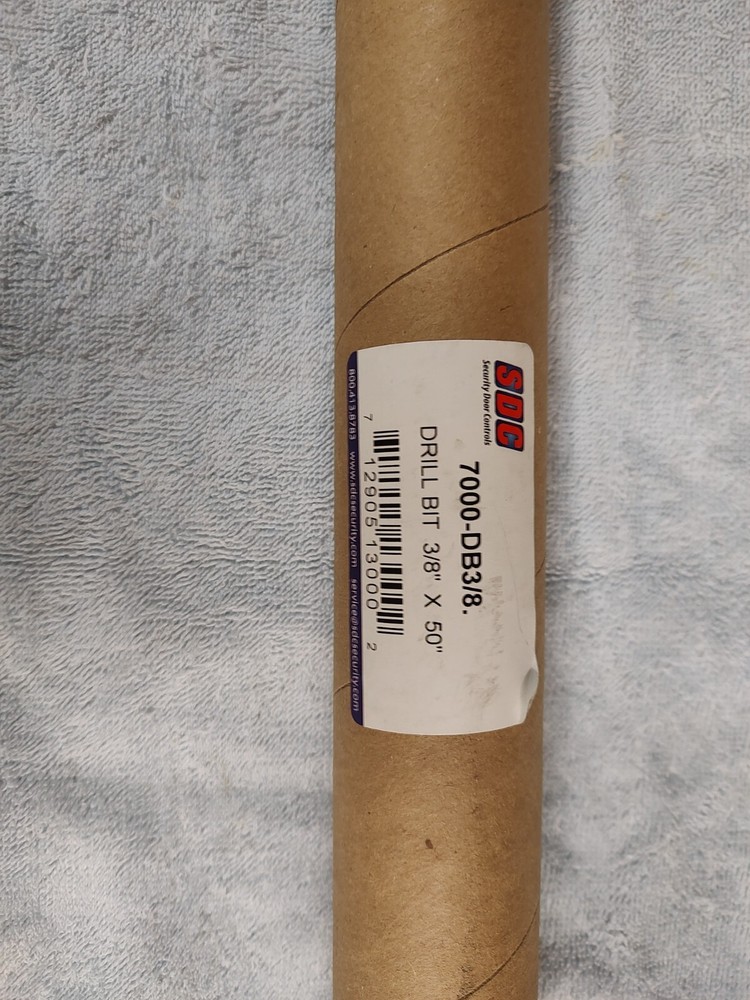 SDC
Security Door Controls
7000-DB3/8.
DRILL BIT 3/8" X 50"
7 12905 13000 2
800.413.8783 www.sdcsecurity.com service@sdcsecurity.com